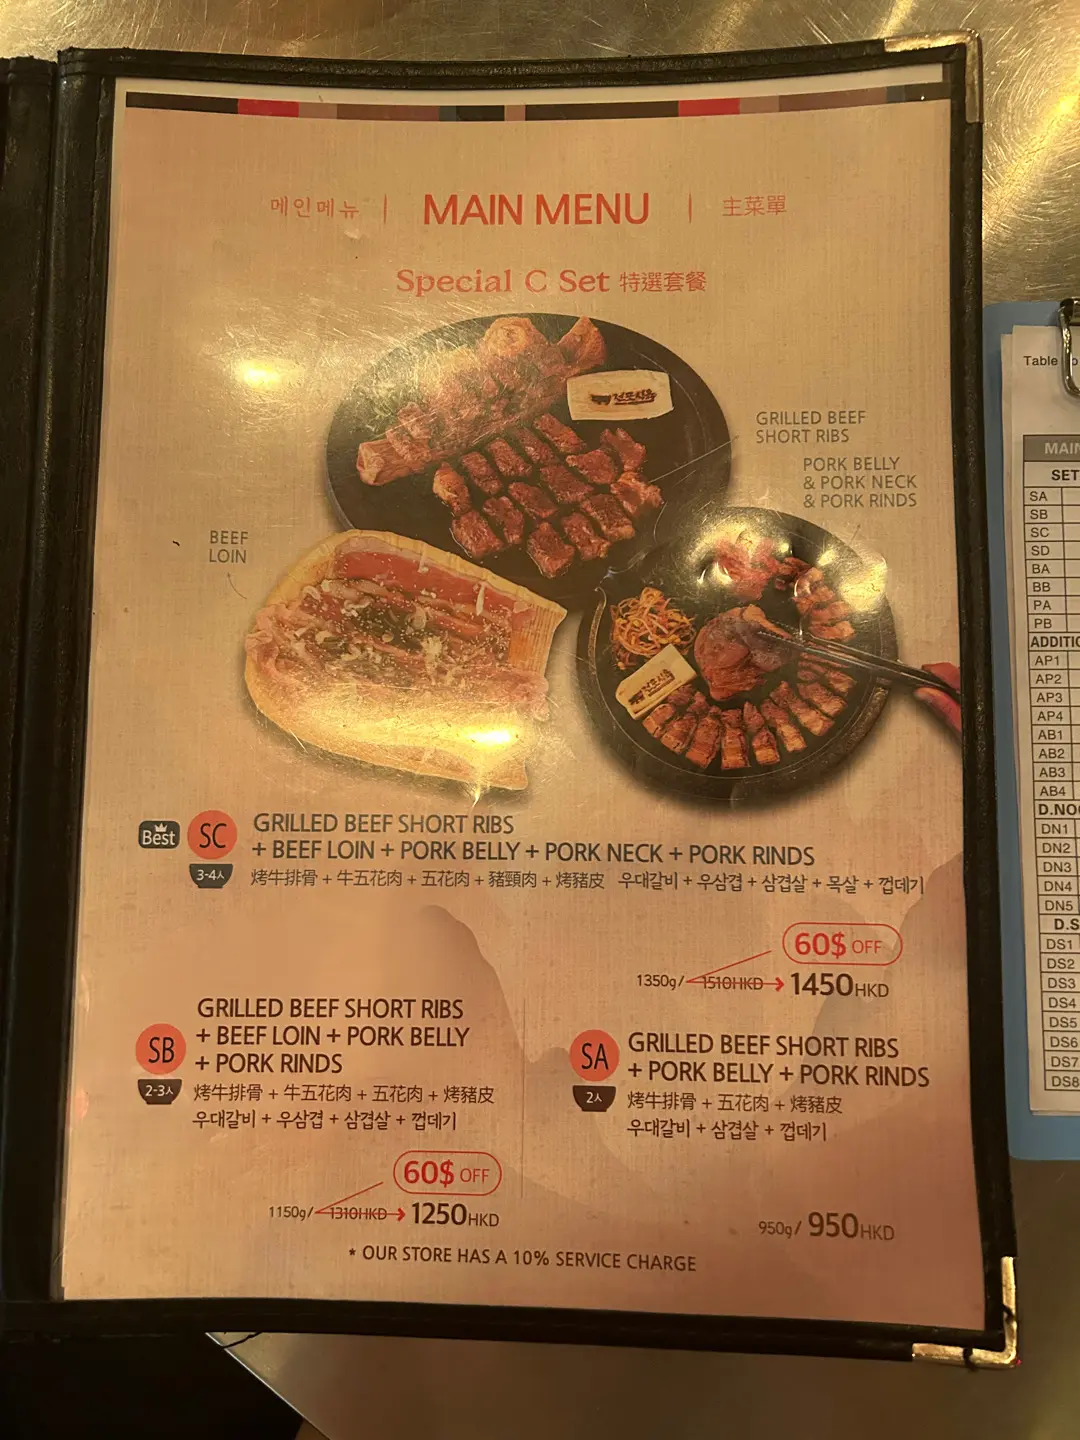 메인메뉴 | MAIN MENU | 主菜單
Special C Set 特選套餐
GRILLED BEEF
SHORT RIBS
PORK BELLY
& PORK NECK
& PORK RINDS
BEEF
LOIN
Best
SC
3-4人
GRILLED BEEF SHORT RIBS
+ BEEF LOIN + PORK BELLY + PORK NECK + PORK RINDS
烤牛排骨 + 牛五花肉 + 五花肉 + 豬頸肉 + 烤豬皮 우대갈비 + 우삼겹 + 삼겹살 + 목살 + 껍데기
60$ OFF
1350g/ 1510HKD → 1450HKD
SB
2-3人
GRILLED BEEF SHORT RIBS
+ BEEF LOIN + PORK BELLY
+ PORK RINDS
烤牛排骨 + 牛五花肉 + 五花肉 + 烤豬皮
우대갈비 + 우삼겹 + 삼겹살 + 껍데기
60$ OFF
1150g/ 1310HKD → 1250HKD
SA
2人
GRILLED BEEF SHORT RIBS
+ PORK BELLY + PORK RINDS
烤牛排骨 + 五花肉 + 烤豬皮
우대갈비 + 삼겹살 + 껍데기
950g/ 950HKD
* OUR STORE HAS A 10% SERVICE CHARGE
Table
MAIN
SET
SA
SB
SC
SD
BA
BB
PA
PB
ADDITIO
AP1
AP2
AP3
AP4
AB1
AB2
AB3
AB4
D.NO
DN1
DN2
DN3
DN4
DN5
D.S
DS1
DS2
DS3
DS4
DS5
DS6
DS7
DS8